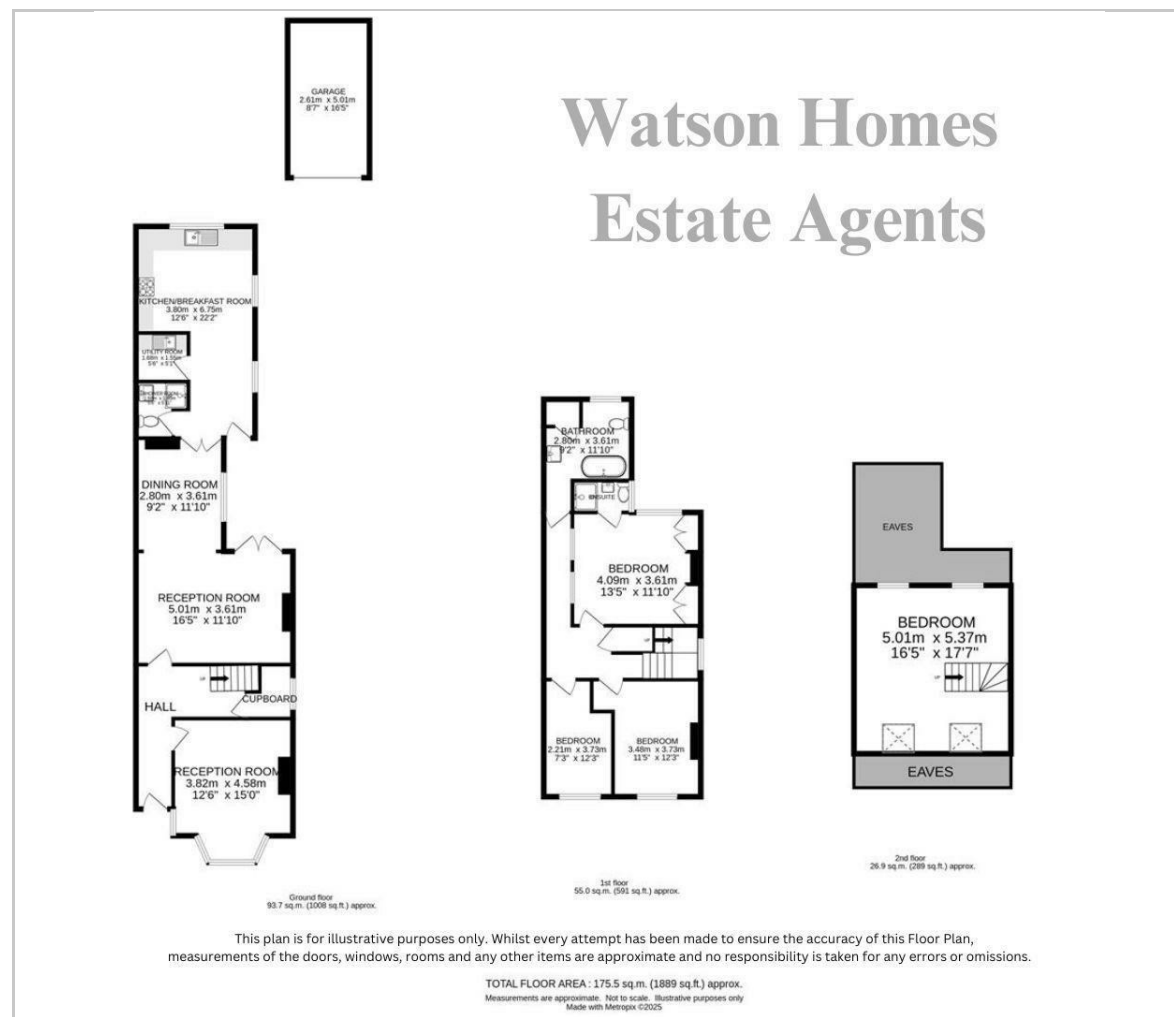 GARAGE
2.61m x 5.01m
8'7" x 16'5"
Watson Homes
Estate Agents
KITCHEN/BREAKFAST ROOM
3.80m x 6.75m
12'6" x 22'2"
UTILITY ROOM
5'6" x 5'1"
DINING ROOM
2.80m x 3.61m
9'2" x 11'10"
RECEPTION ROOM
5.01m x 3.61m
16'5" x 11'10"
UP
CUPBOARD
HALL
RECEPTION ROOM
3.82m x 4.58m
12'6" x 15'0"
Ground floor
93.7 sq.m. (1008 sq.ft.) approx.
BATHROOM
2.80m x 3.61m
9'2" x 11'10"
ENSUITE
BEDROOM
4.09m x 3.61m
13'5" x 11'10"
UP
BEDROOM
2.21m x 3.73m
7'3" x 12'3"
BEDROOM
3.48m x 3.73m
11'5" x 12'3"
1st floor
55.0 sq.m. (591 sq.ft.) approx.
EAVES
BEDROOM
5.01m x 5.37m
16'5" x 17'7"
UP
EAVES
2nd floor
26.9 sq.m. (289 sq.ft.) approx.
This plan is for illustrative purposes only. Whilst every attempt has been made to ensure the accuracy of this Floor Plan,
measurements of the doors, windows, rooms and any other items are approximate and no responsibility is taken for any errors or omissions.
TOTAL FLOOR AREA : 175.5 sq.m. (1889 sq.ft.) approx.
Measurements are approximate. Not to scale. Illustrative purposes only
Made with Metropix ©2025